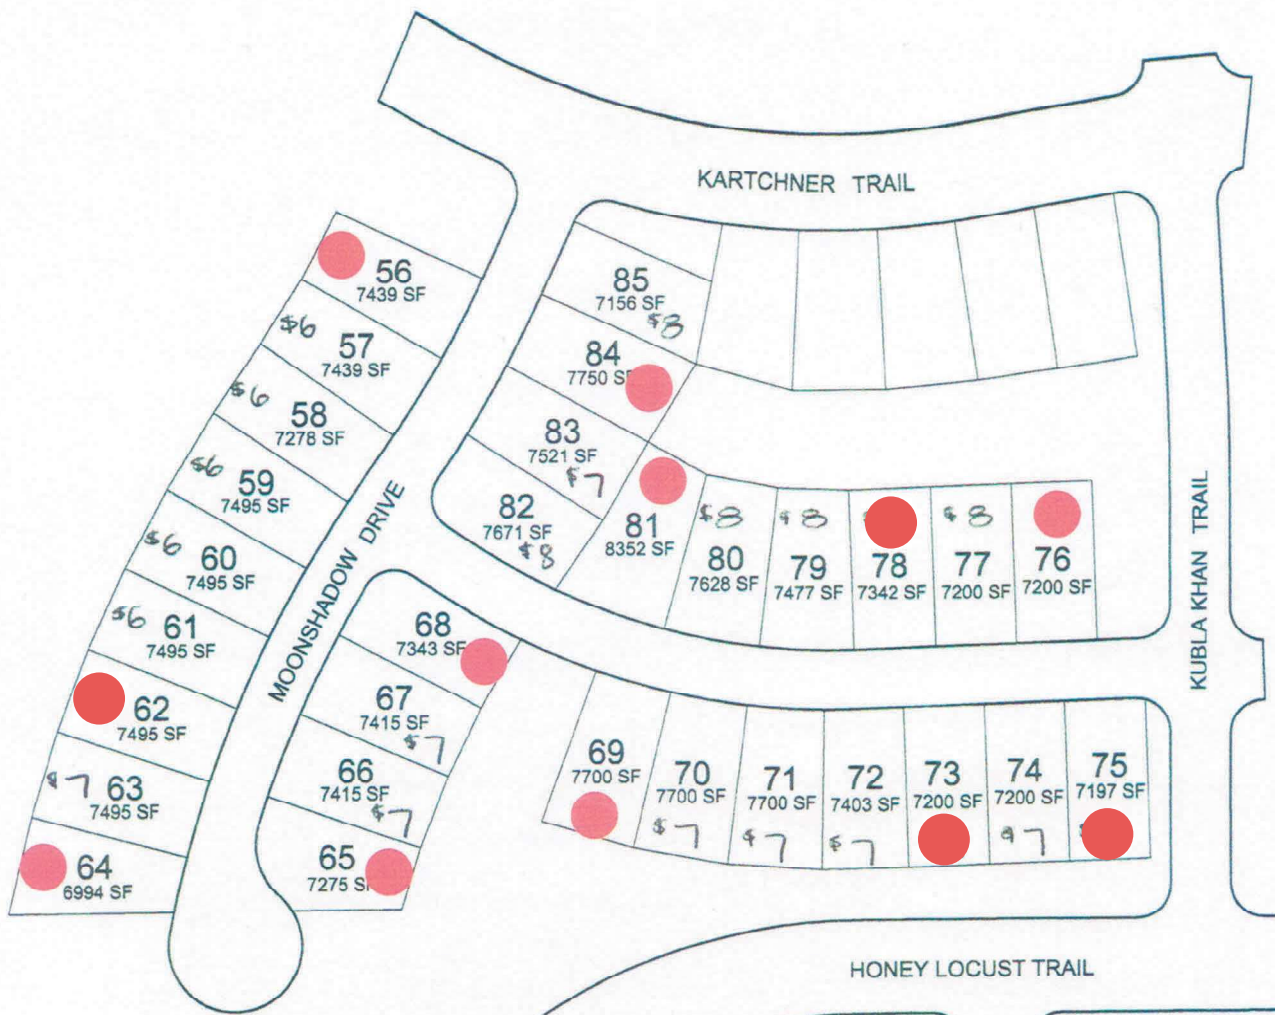 KARTCHNER TRAIL
56
7439 SF
$6
57
7439 SF
$6
58
7278 SF
$6
59
7495 SF
$6
60
7495 SF
$6
61
7495 SF
62
7495 SF
$7
63
7495 SF
64
6994 SF
MOONSHADOW DRIVE
85
7156 SF
$8
84
7750 SF
83
7521 SF
$7
82
7671 SF
$8
81
8352 SF
$8
80
7628 SF
$8
79
7477 SF
78
7342 SF
$8
77
7200 SF
76
7200 SF
KUBLA KHAN TRAIL
68
7343 SF
67
7415 SF
$7
66
7415 SF
$7
65
7275 SF
69
7700 SF
70
7700 SF
$7
71
7700 SF
$7
72
7403 SF
$7
73
7200 SF
74
7200 SF
$7
75
7197 SF
HONEY LOCUST TRAIL